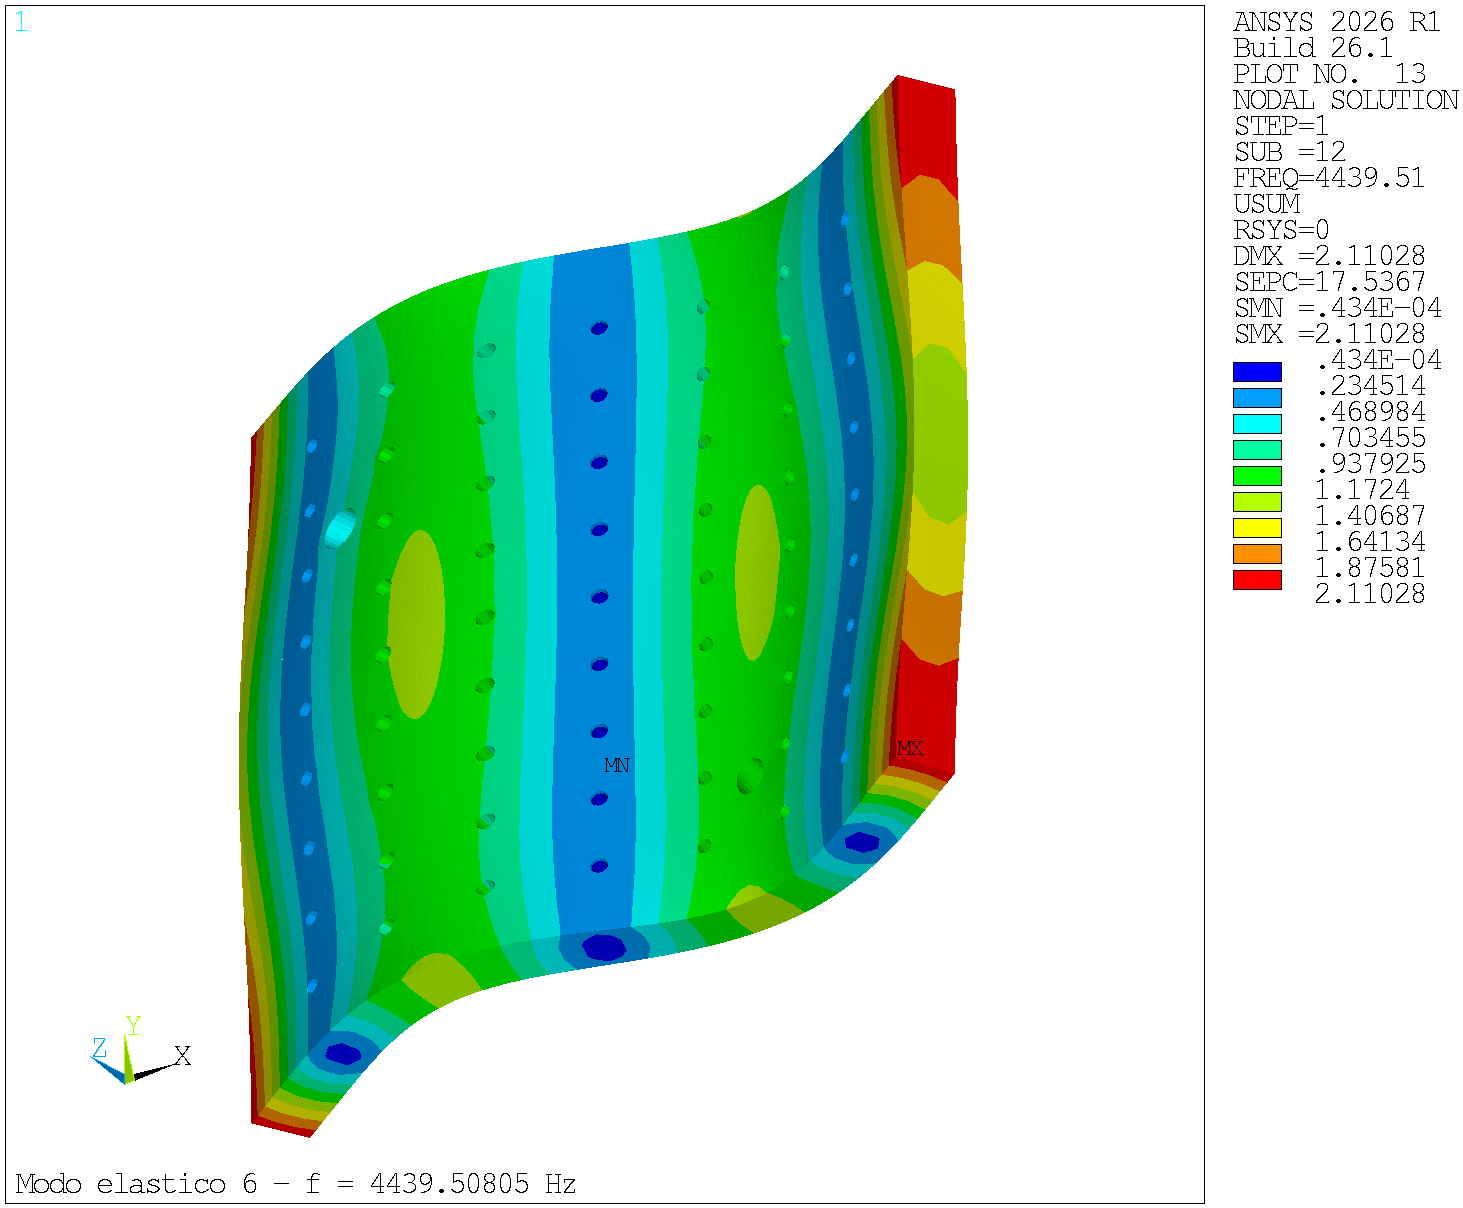 1
ANSYS 2026 R1
Build 26.1
PLOT NO. 13
NODAL SOLUTION
STEP=1
SUB =12
FREQ=4439.51
USUM
RSYS=0
DMX =2.11028
SEPC=17.5367
SMN =.434E-04
SMX =2.11028
.434E-04
.234514
.468984
.703455
.937925
1.1724
1.40687
1.64134
1.87581
2.11028
MX
MN
Y
Z
X
Modo elastico 6 - f = 4439.50805 Hz